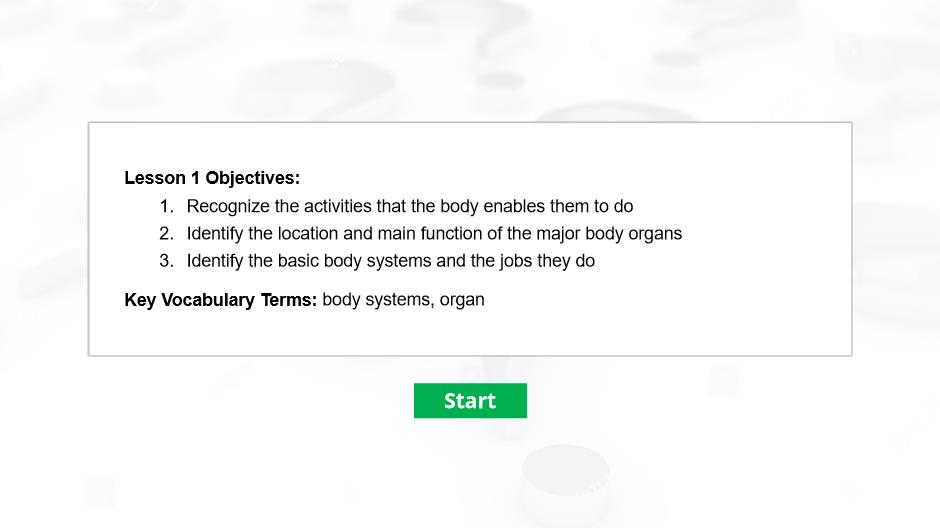 Lesson 1 Objectives:
1. Recognize the activities that the body enables them to do
2. Identify the location and main function of the major body organs
3. Identify the basic body systems and the jobs they do
Key Vocabulary Terms: body systems, organ
Start